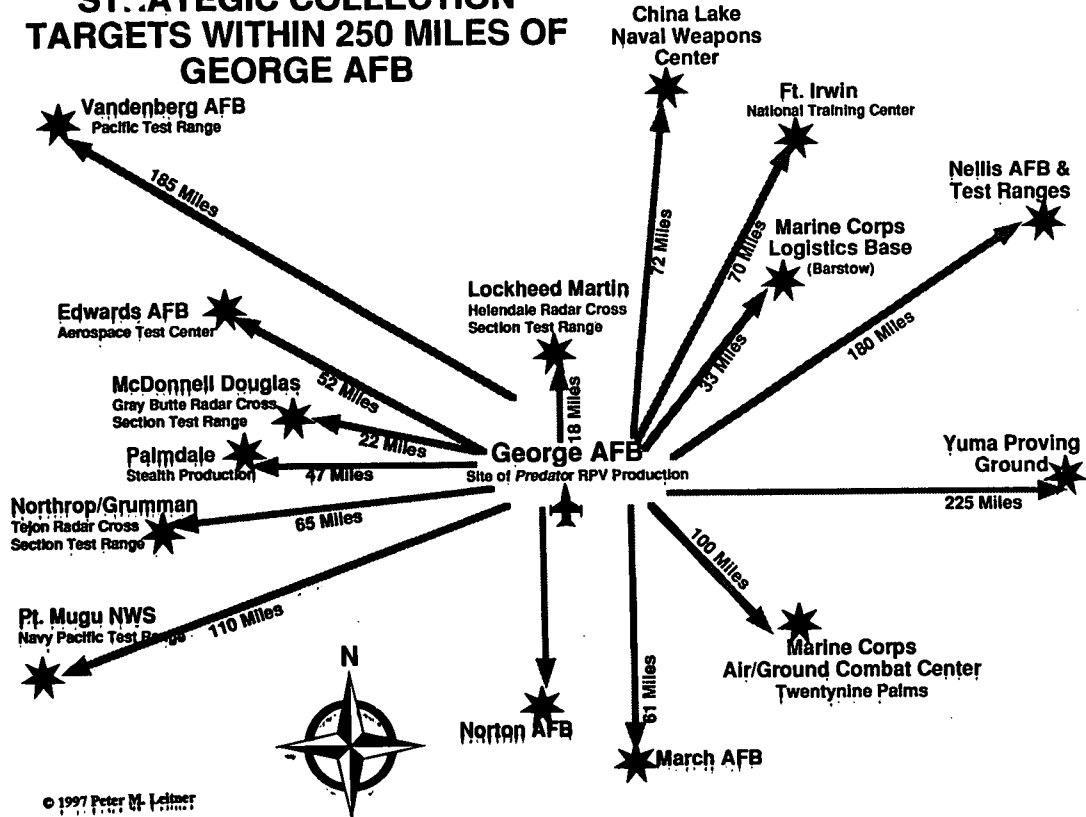 COLLECTION
TARGETS WITHIN 250 MILES OF
GEORGE AFB
China Lake
Naval Weapons
Center
Vandenberg AFB
Pacific Test Range
Ft. Irwin
National Training Center
Nellis AFB &
Test Ranges
185 Miles
72 Miles
70 Miles
Marine Corps
Logistics Base
(Barstow)
Edwards AFB
Aerospace Test Center
Lockheed Martin
Helendale Radar Cross
Section Test Range
180 Miles
33 Miles
52 Miles
18 Miles
McDonnell Douglas
Gray Butte Radar Cross
Section Test Range
22 Miles
George AFB
Site of Predator RPV Production
Palmdale
Stealth Production
47 Miles
Yuma Proving
Ground
225 Miles
Northrop/Grumman
Tejon Radar Cross
Section Test Range
65 Miles
100 Miles
Pt. Mugu NWS
Navy Pacific Test Range
110 Miles
Marine Corps
Air/Ground Combat Center
Twentynine Palms
N
61 Miles
Norton AFB
March AFB
© 1997 Peter M. Leitner